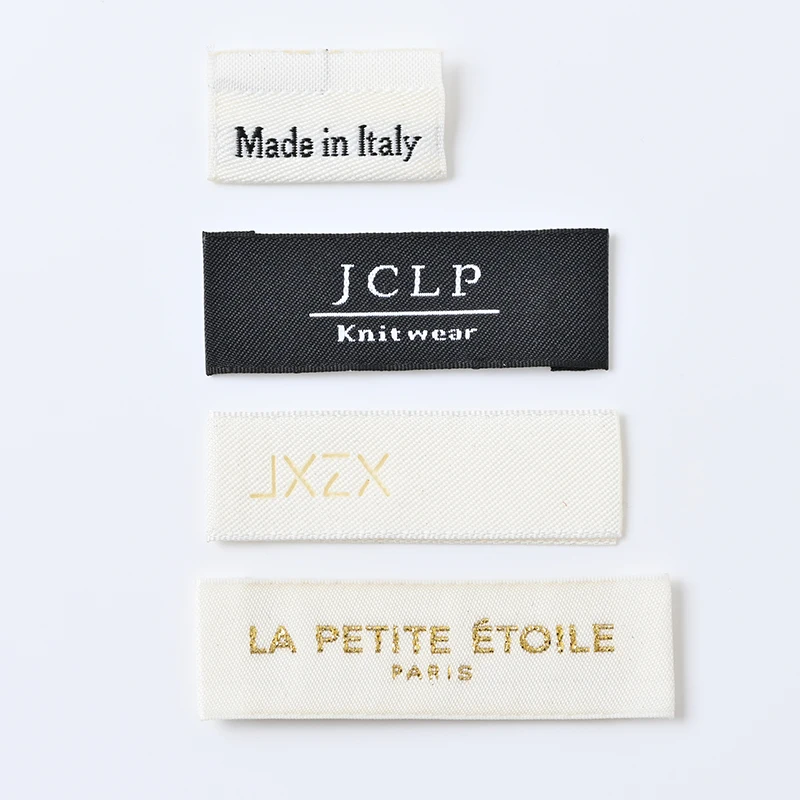 Made in Italy
JCLP
Knitwear
JXZX
LA PETITE ÉTOILE
PARIS